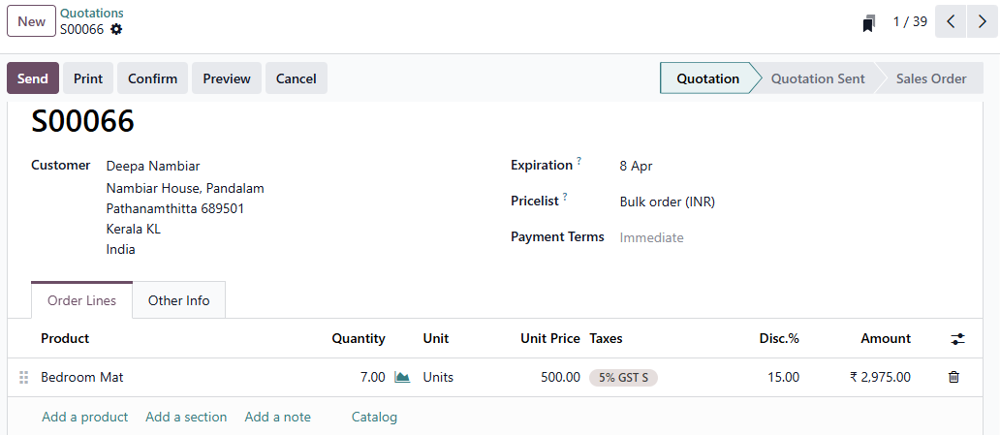 New
Quotations
S00066
1 / 39
Send Print Confirm Preview Cancel
Quotation Quotation Sent Sales Order
S00066
Customer Deepa Nambiar
Nambiar House, Pandalam
Pathanamthitta 689501
Kerala KL
India
Expiration ? 8 Apr
Pricelist ? Bulk order (INR)
Payment Terms Immediate
Order Lines Other Info
Product Quantity Unit Unit Price Taxes Disc.% Amount
Bedroom Mat 7.00 Units 500.00 5% GST S 15.00 ₹ 2,975.00
Add a product Add a section Add a note Catalog